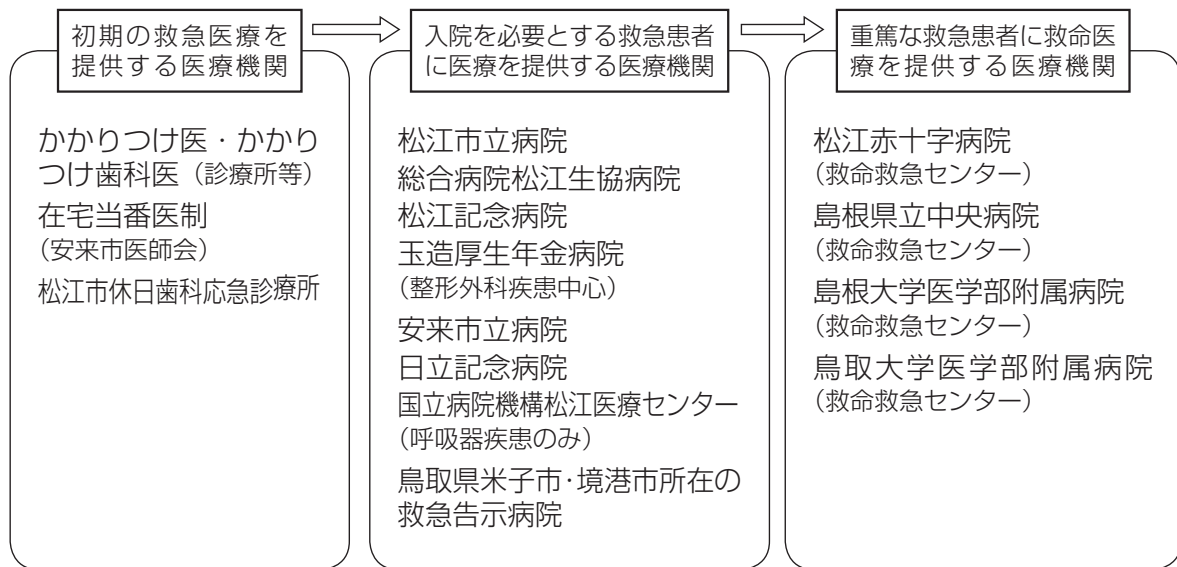 初期の救急医療を
提供する医療機関
かかりつけ医・かかり
つけ歯科医（診療所等）
在宅当番医制
（安来市医師会）
松江市休日歯科応急診療所
入院を必要とする救急患者
に医療を提供する医療機関
松江市立病院
総合病院松江生協病院
松江記念病院
玉造厚生年金病院
（整形外科疾患中心）
安来市立病院
日立記念病院
国立病院機構松江医療センター
（呼吸器疾患のみ）
鳥取県米子市・境港市所在の
救急告示病院
重篤な救急患者に救命医
療を提供する医療機関
松江赤十字病院
（救命救急センター）
島根県立中央病院
（救命救急センター）
島根大学医学部附属病院
（救命救急センター）
鳥取大学医学部附属病院
（救命救急センター）